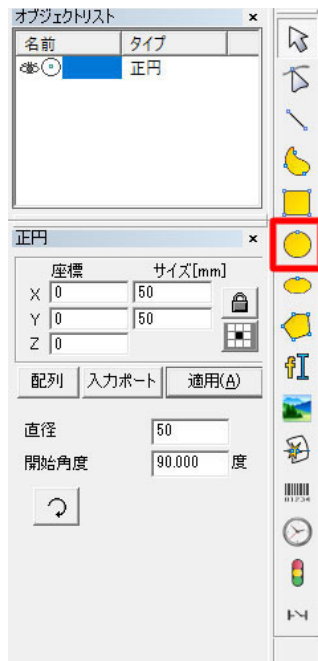 オブジェクトリスト ×
名前 タイプ
正円
正円 ×
座標 サイズ[mm]
X 0 50
Y 0 50
Z 0
配列 入力ポート 適用(A)
直径 50
開始角度 90.000 度
01234